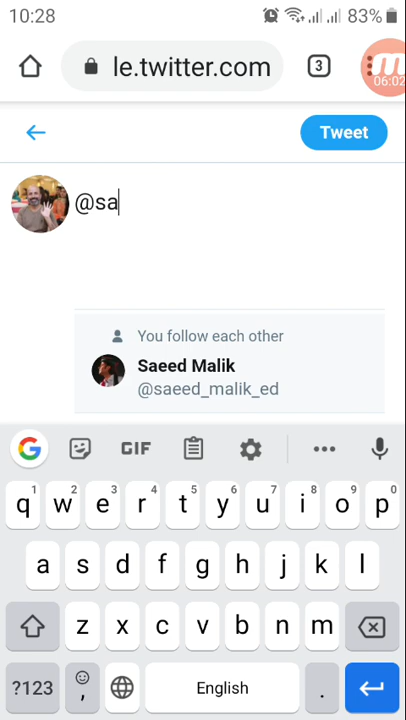 10:28 83%
le.twitter.com 3
06:02
Tweet
@sa
You follow each other
Saeed Malik
@saeed_malik_ed
G GIF
1 2 3 4 5 6 7 8 9 0
q w e r t y u i o p
a s d f g h j k l
z x c v b n m
?123 , English .